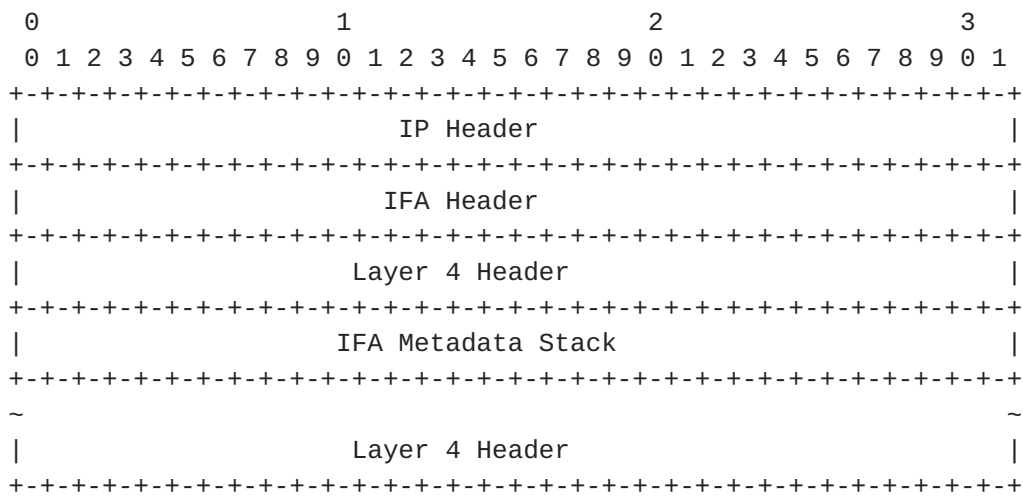 0                   1                   2                   3
 0 1 2 3 4 5 6 7 8 9 0 1 2 3 4 5 6 7 8 9 0 1 2 3 4 5 6 7 8 9 0 1
+-+-+-+-+-+-+-+-+-+-+-+-+-+-+-+-+-+-+-+-+-+-+-+-+-+-+-+-+-+-+-+-+
|                        IP Header                              |
+-+-+-+-+-+-+-+-+-+-+-+-+-+-+-+-+-+-+-+-+-+-+-+-+-+-+-+-+-+-+-+-+
|                       IFA Header                              |
+-+-+-+-+-+-+-+-+-+-+-+-+-+-+-+-+-+-+-+-+-+-+-+-+-+-+-+-+-+-+-+-+
|                     Layer 4 Header                            |
+-+-+-+-+-+-+-+-+-+-+-+-+-+-+-+-+-+-+-+-+-+-+-+-+-+-+-+-+-+-+-+-+
|                    IFA Metadata Stack                         |
+-+-+-+-+-+-+-+-+-+-+-+-+-+-+-+-+-+-+-+-+-+-+-+-+-+-+-+-+-+-+-+-+
~                                                               ~
|                     Layer 4 Header                            |
+-+-+-+-+-+-+-+-+-+-+-+-+-+-+-+-+-+-+-+-+-+-+-+-+-+-+-+-+-+-+-+-+